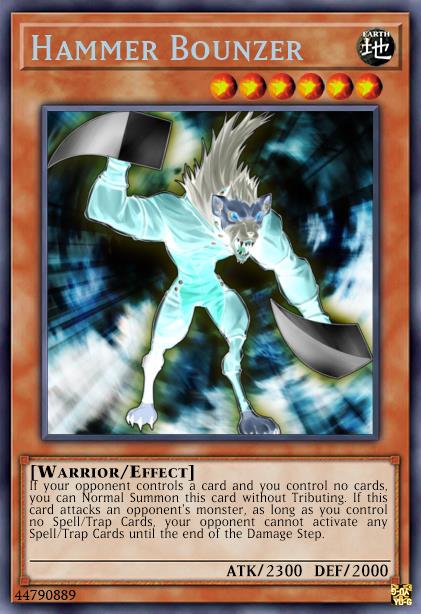 HAMMER BOUNZER
EARTH
地
[WARRIOR/EFFECT]
If your opponent controls a card and you control no cards,
you can Normal Summon this card without Tributing. If this
card attacks an opponent's monster, as long as you control
no Spell/Trap Cards, your opponent cannot activate any
Spell/Trap Cards until the end of the Damage Step.
ATK/2300 DEF/2000
44790889